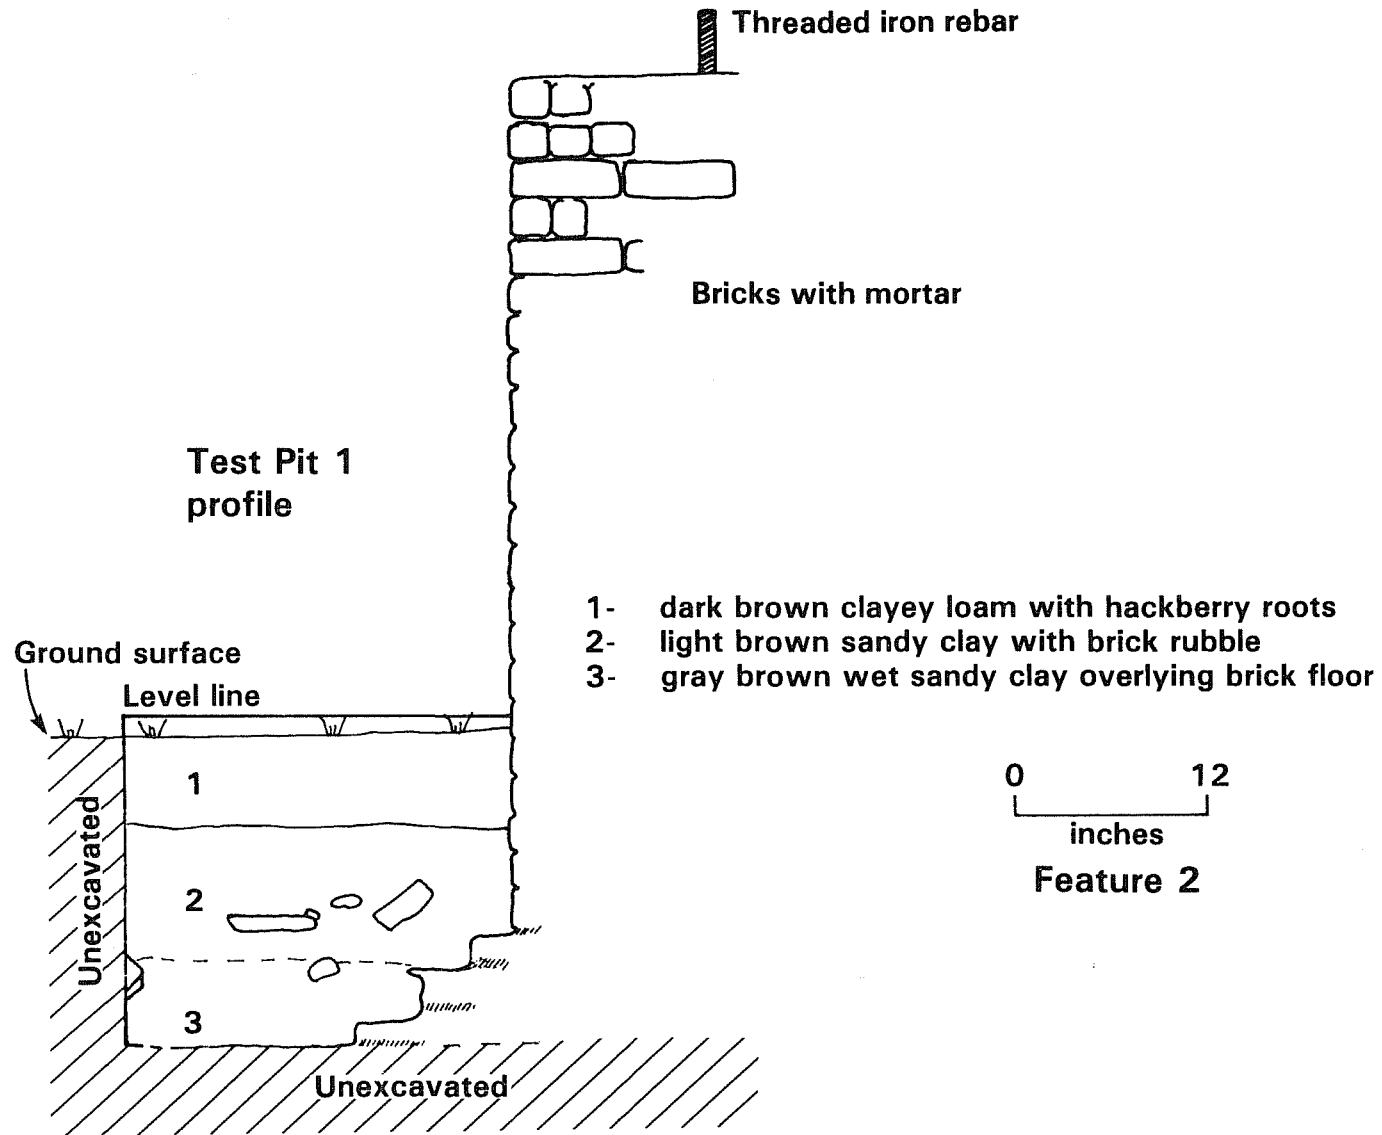 Threaded iron rebar
Bricks with mortar
Test Pit 1
profile
1- dark brown clayey loam with hackberry roots
2- light brown sandy clay with brick rubble
3- gray brown wet sandy clay overlying brick floor
Ground surface
Level line
1
2
3
Unexcavated
Unexcavated
0 12
inches
Feature 2